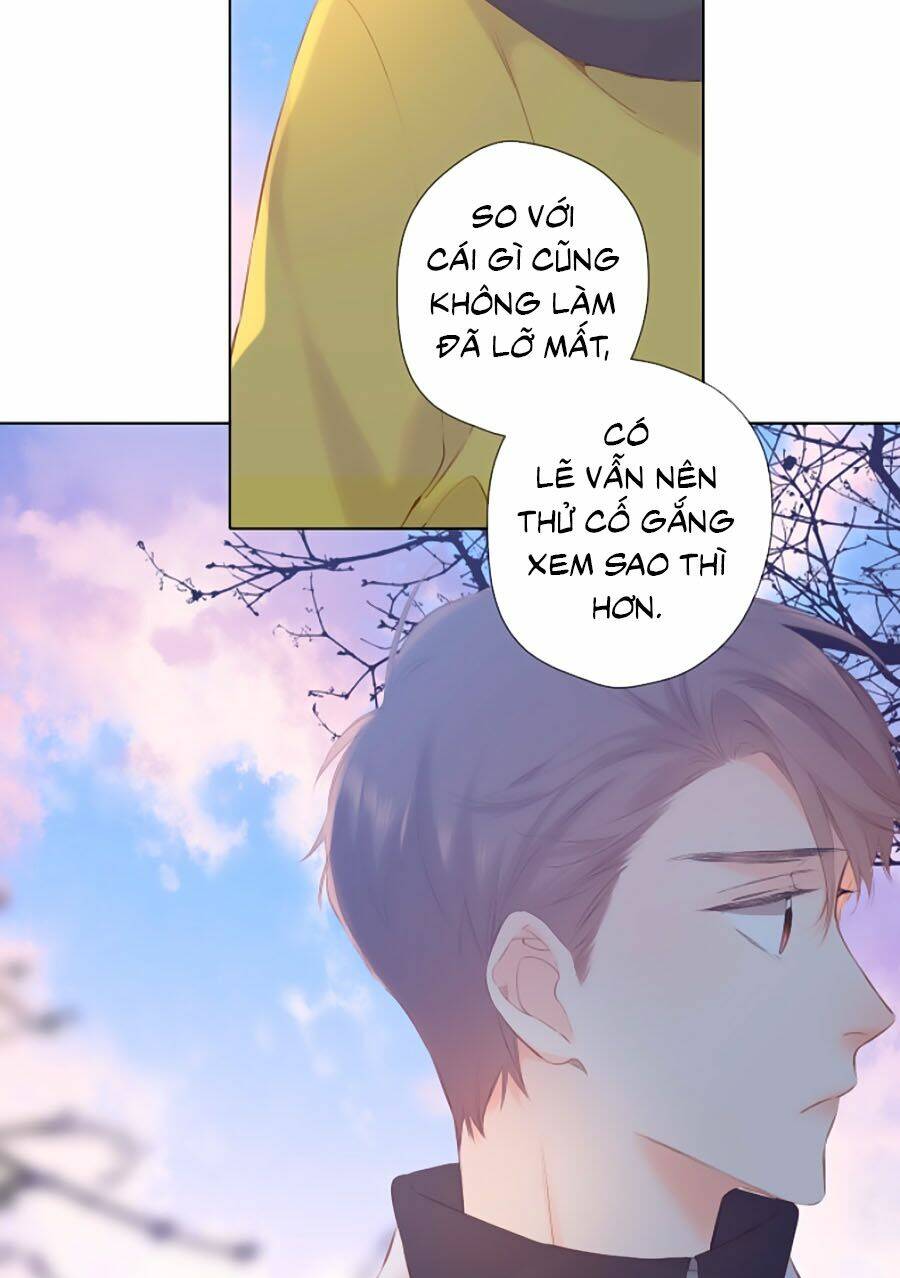 SO VỚI
CÁI GÌ CŨNG
KHÔNG LÀM
ĐÃ LỠ MẤT,
CÓ
LẼ VẪN NÊN
THỬ CỐ GẮNG
XEM SAO THÌ
HƠN.